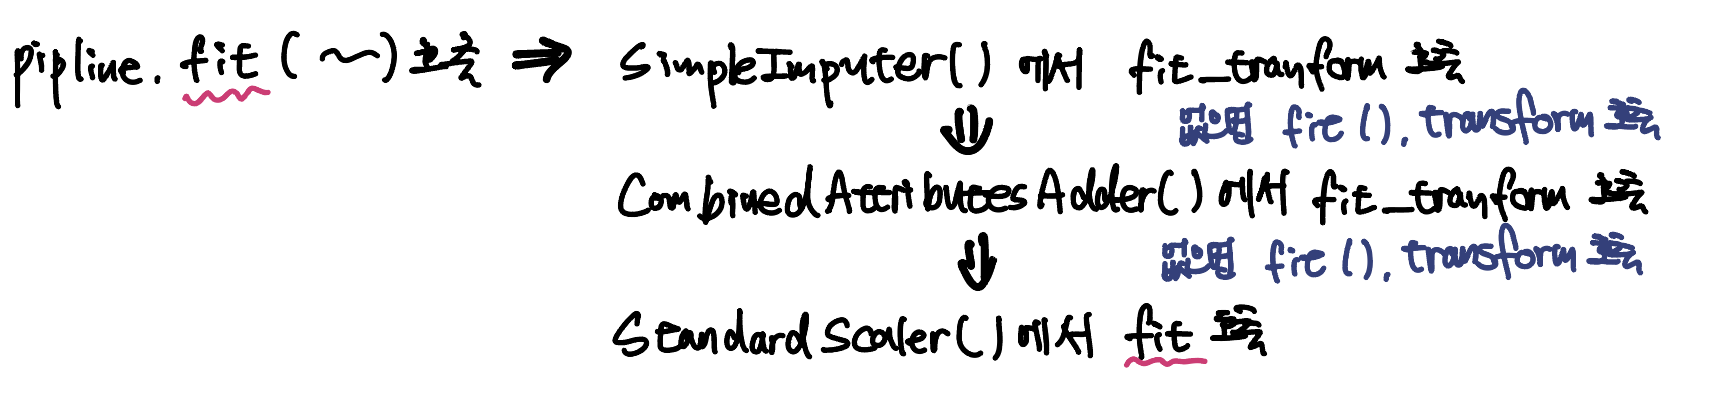 pipline. fit ( ~ ) 호출 ⇒ SimpleImputer() 에서 fit_tranform 호출
없으면 fit(), transform 호출
⇓
CombinedAttributesAdder() 에서 fit_tranform 호출
없으면 fit(), transform 호출
⇓
StandardScaler() 에서 fit 호출